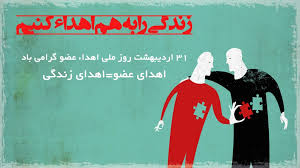 زندگی را به هم اهداء کنیم
۳۱ اردیبهشت روز ملی اهداء عضو گرامی باد
اهدای عضو=اهدای زندگی